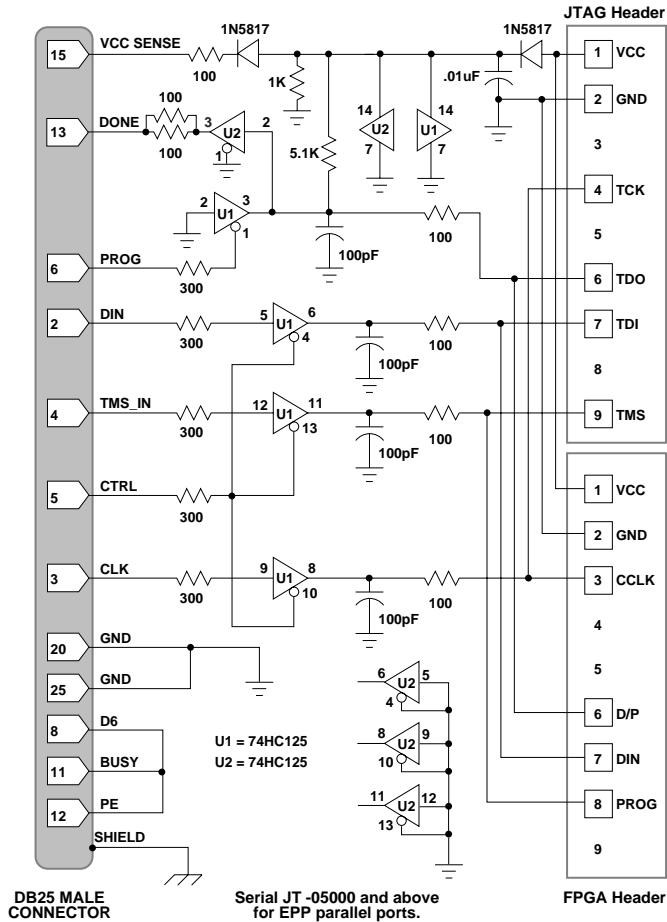 JTAG Header
1N5817
1N5817
15
VCC SENSE
100
1K
.01uF
1
VCC
2
GND
3
4
TCK
5
6
TDO
7
TDI
8
9
TMS
13
DONE
100
100
3
U2
2
1
5.1K
14
U2
7
14
U1
7
2
U1
3
1
100pF
100
6
PROG
300
2
DIN
300
5
U1
6
4
100pF
100
4
TMS_IN
300
12
U1
11
13
100pF
100
5
CTRL
300
3
CLK
300
9
U1
8
10
100pF
100
1
VCC
2
GND
3
CCLK
4
5
6
D/P
7
DIN
8
PROG
9
20
GND
25
GND
8
D6
11
BUSY
12
PE
SHIELD
U1 = 74HC125
U2 = 74HC125
6
U2
5
4
8
U2
9
10
11
U2
12
13
DB25 MALE
CONNECTOR
Serial JT -05000 and above
for EPP parallel ports.
FPGA Header